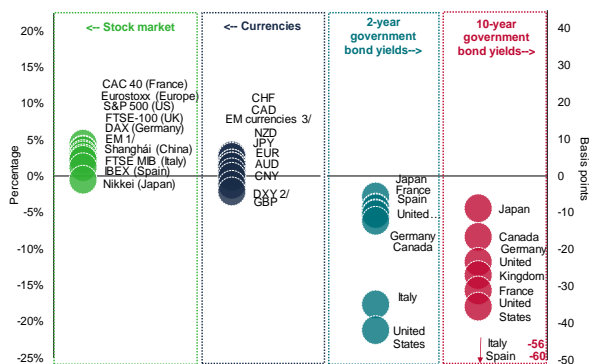 <-- Stock market
<-- Currencies
2-year
government
bond yields-->
10-year
government
bond yields-->
Percentage
20%
15%
10%
5%
0%
-5%
-10%
-15%
-20%
-25%
CAC 40 (France)
Eurostoxx (Europe)
S&P 500 (US)
FTSE-100 (UK)
DAX (Germany)
EM 1/
Shanghái (China)
FTSE MIB (Italy)
IBEX (Spain)
Nikkei (Japan)
CHF
CAD
EM currencies 3/
NZD
JPY
EUR
AUD
CNY
DXY 2/
GBP
Japan
France
Spain
United ...
Germany
Canada
Italy
United
States
Japan
Canada
Germany
United
Kingdom
France
United
States
Italy -56
Spain -60
40
30
20
10
0
-10
-20
-30
-40
-50
Basis points